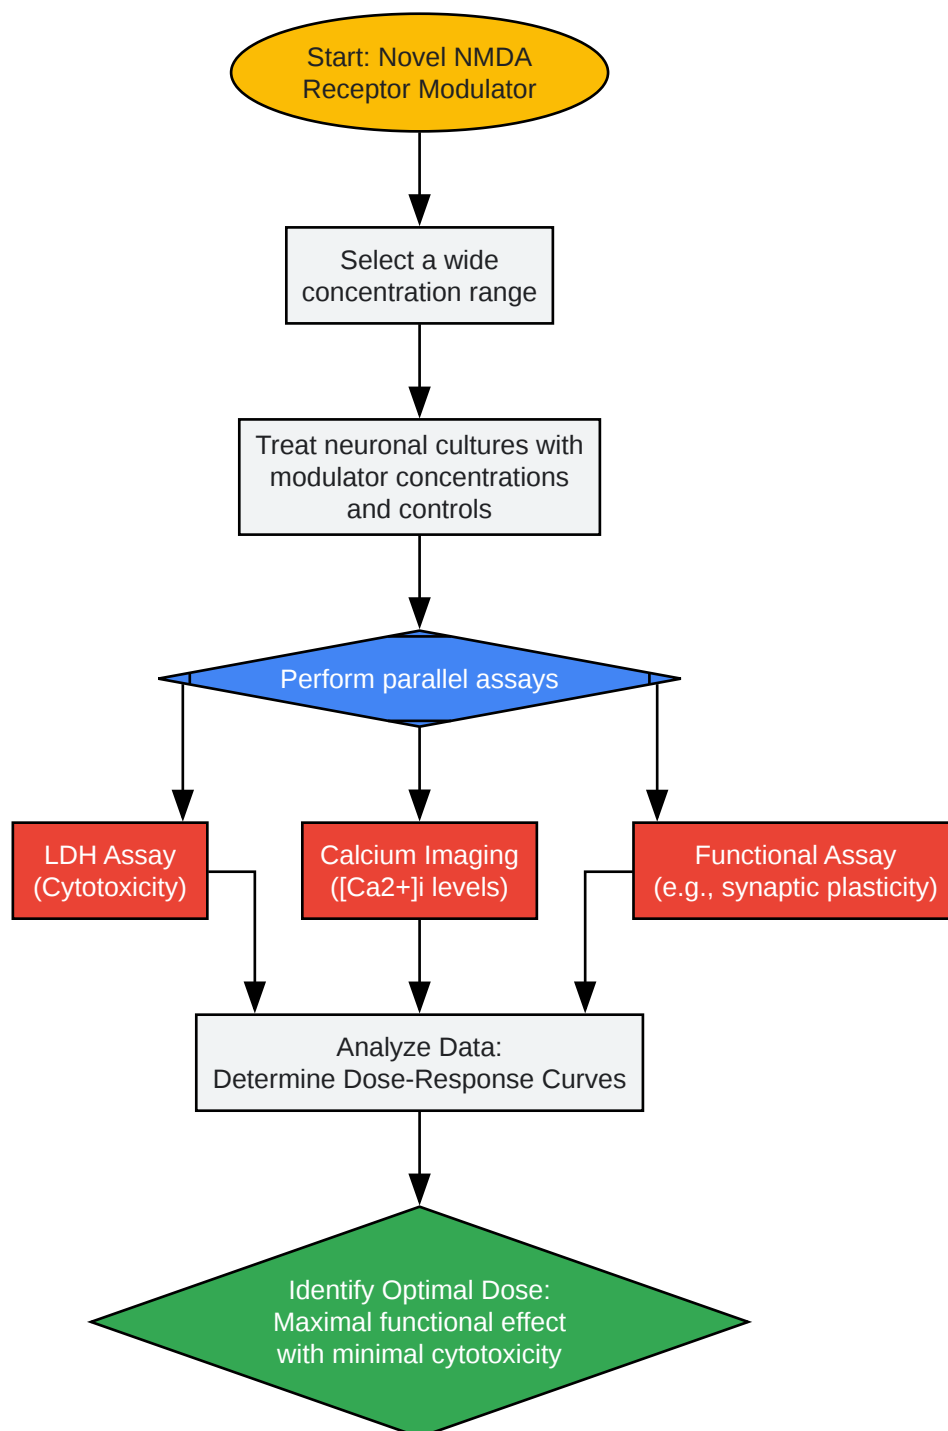 Start: Novel NMDA
Receptor Modulator
Select a wide
concentration range
Treat neuronal cultures with
modulator concentrations
and controls
Perform parallel assays
LDH Assay
(Cytotoxicity)
Calcium Imaging
([Ca2+]i levels)
Functional Assay
(e.g., synaptic plasticity)
Analyze Data:
Determine Dose-Response Curves
Identify Optimal Dose:
Maximal functional effect
with minimal cytotoxicity